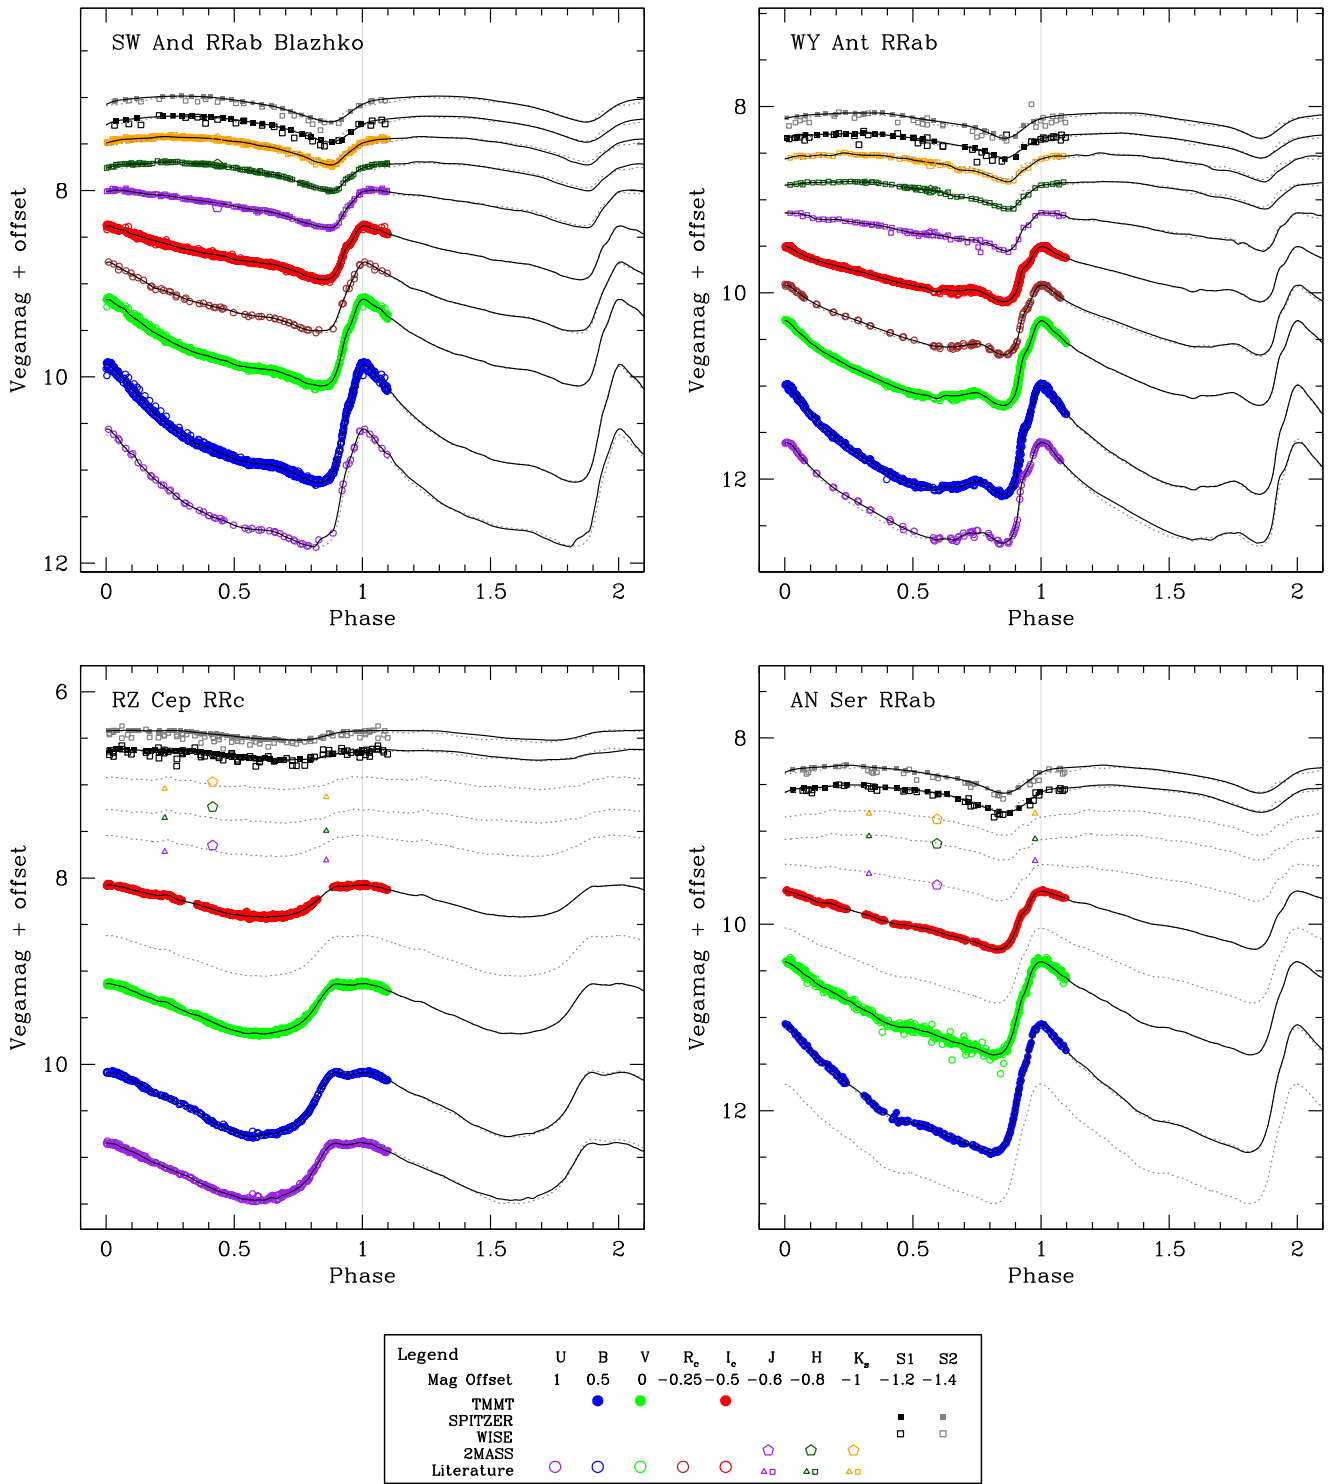 SW And RRab Blazhko
8
10
12
Vegamag + offset
0 0.5 1 1.5 2
Phase
WY Ant RRab
8
10
12
Vegamag + offset
0 0.5 1 1.5 2
Phase
RZ Cep RRc
6
8
10
Vegamag + offset
0 0.5 1 1.5 2
Phase
AN Ser RRab
8
10
12
Vegamag + offset
0 0.5 1 1.5 2
Phase
Legend U B V R_c I_c J H K_s S1 S2
Mag Offset 1 0.5 0 −0.25 −0.5 −0.6 −0.8 −1 −1.2 −1.4
TMMT
SPITZER
WISE
2MASS
Literature